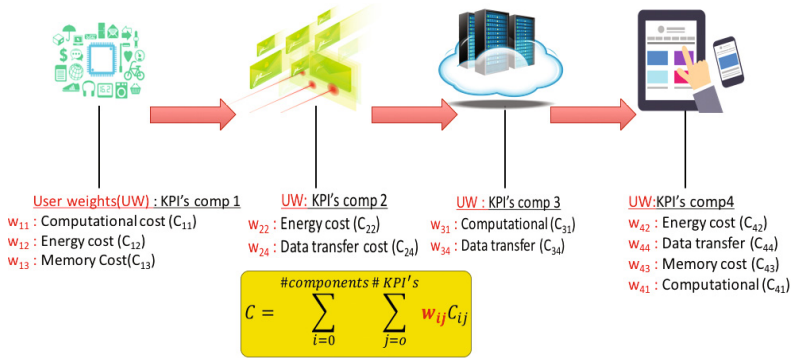 User weights(UW) : KPI's comp 1
w11 : Computational cost (C11)
w12 : Energy cost (C12)
w13 : Memory Cost(C13)
UW: KPI's comp 2
w22 : Energy cost (C22)
w24 : Data transfer cost (C24)
UW : KPI's comp 3
w31 : Computational (C31)
w34 : Data transfer (C34)
UW:KPI's comp4
w42 : Energy cost (C42)
w44 : Data transfer (C44)
w43 : Memory cost (C43)
w41 : Computational (C41)
#components # KPI's
C = ∑ ∑ wijCij
i=0 j=o